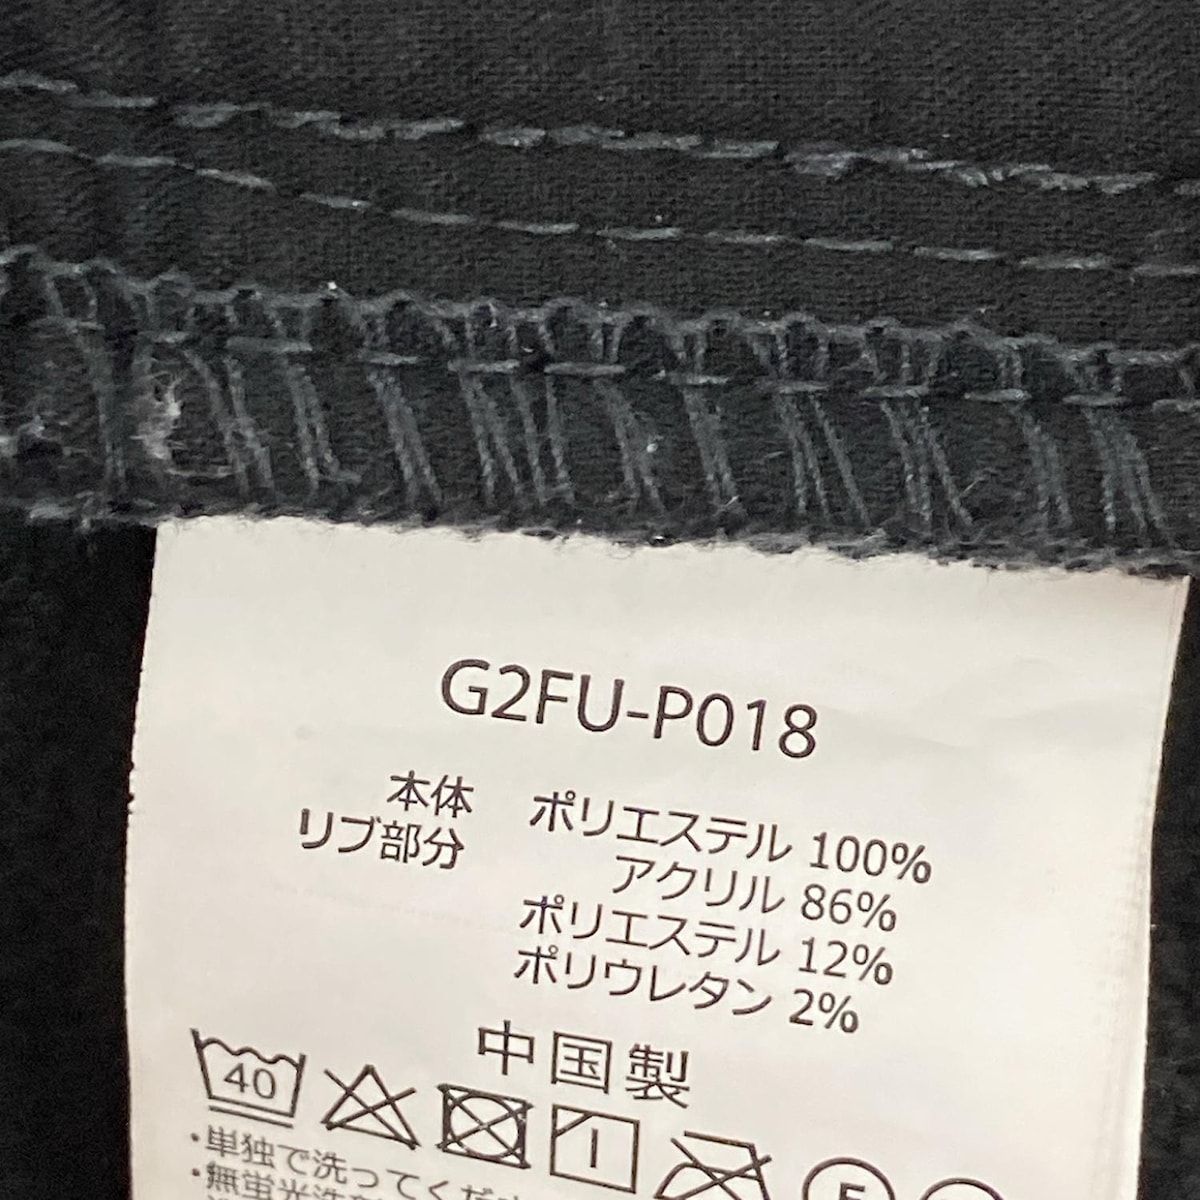 G2FU-P018
本体 ポリエステル 100%
リブ部分 アクリル 86%
ポリエステル 12%
ポリウレタン 2%
中国製
40
・単独で洗ってくだ
・無蛍光洗剤